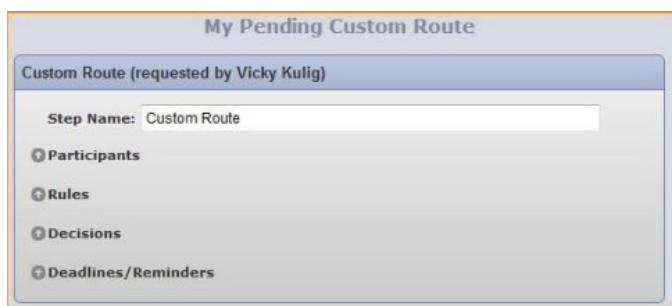 My Pending Custom Route
Custom Route (requested by Vicky Kulig)
Step Name: Custom Route
Participants
Rules
Decisions
Deadlines/Reminders